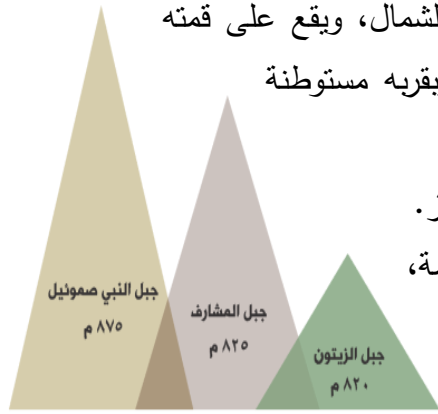 الشمال، ويقع على قمته
بقربه مستوطنة
جبل النبي صموئيل
٨٧٥ م
جبل المشارف
٨٢٥ م
جبل الزيتون
٨٢٠ م